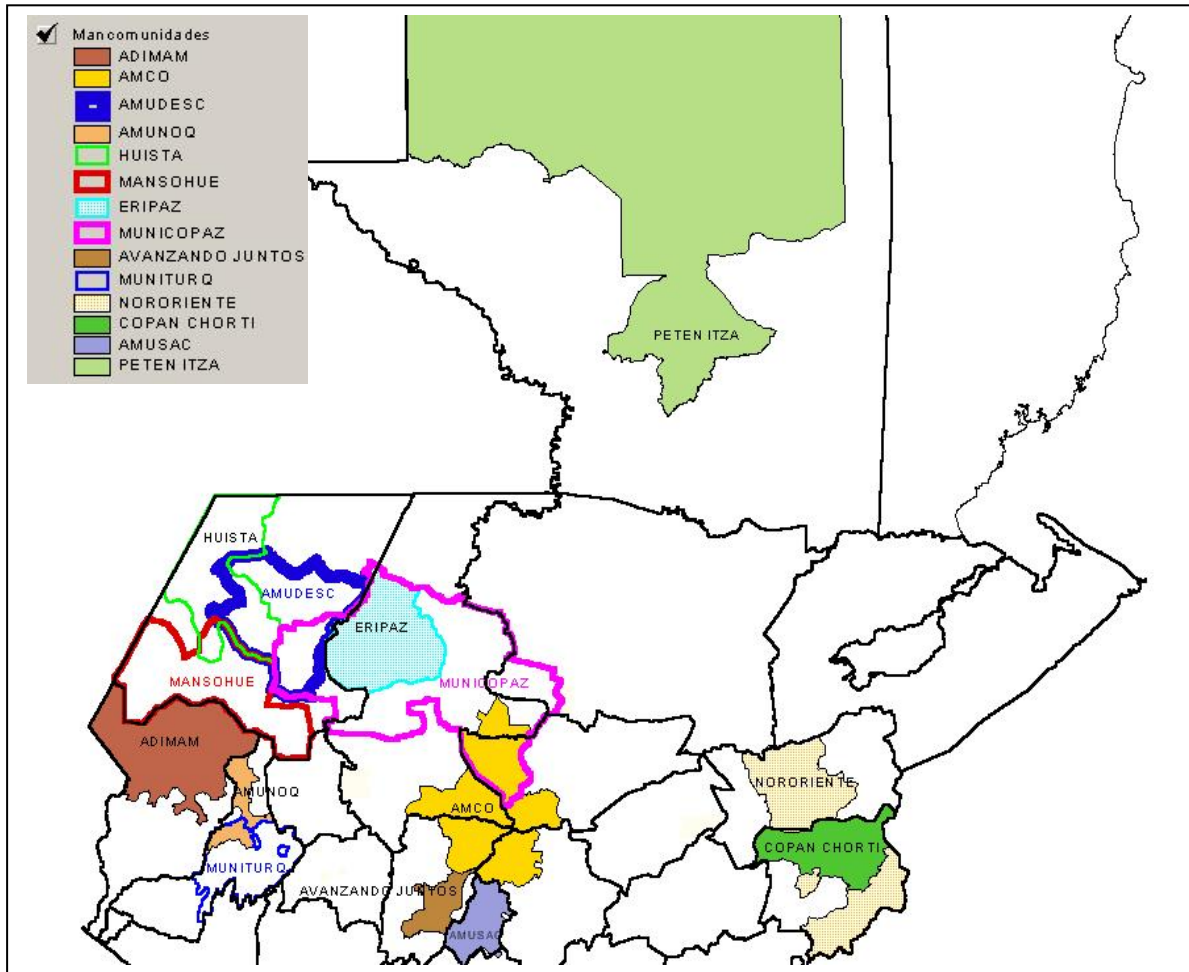 Mancomunidades
ADIMAM
AMCO
AMUDESC
AMUNOQ
HUISTA
MANSOHUE
ERIPAZ
MUNICOPAZ
AVANZANDO JUNTOS
MUNITURQ
NORORIENTE
COPAN CHORTI
AMUSAC
PETEN ITZA
PETEN ITZA
HUISTA
AMUDESC
ERIPAZ
MANSOHUE
MUNICOPAZ
ADIMAM
AMUNOQ
NORORIENTE
AMCO
COPAN CHORTI
MUNITURQ
AVANZANDO JUNTOS
AMUSAC